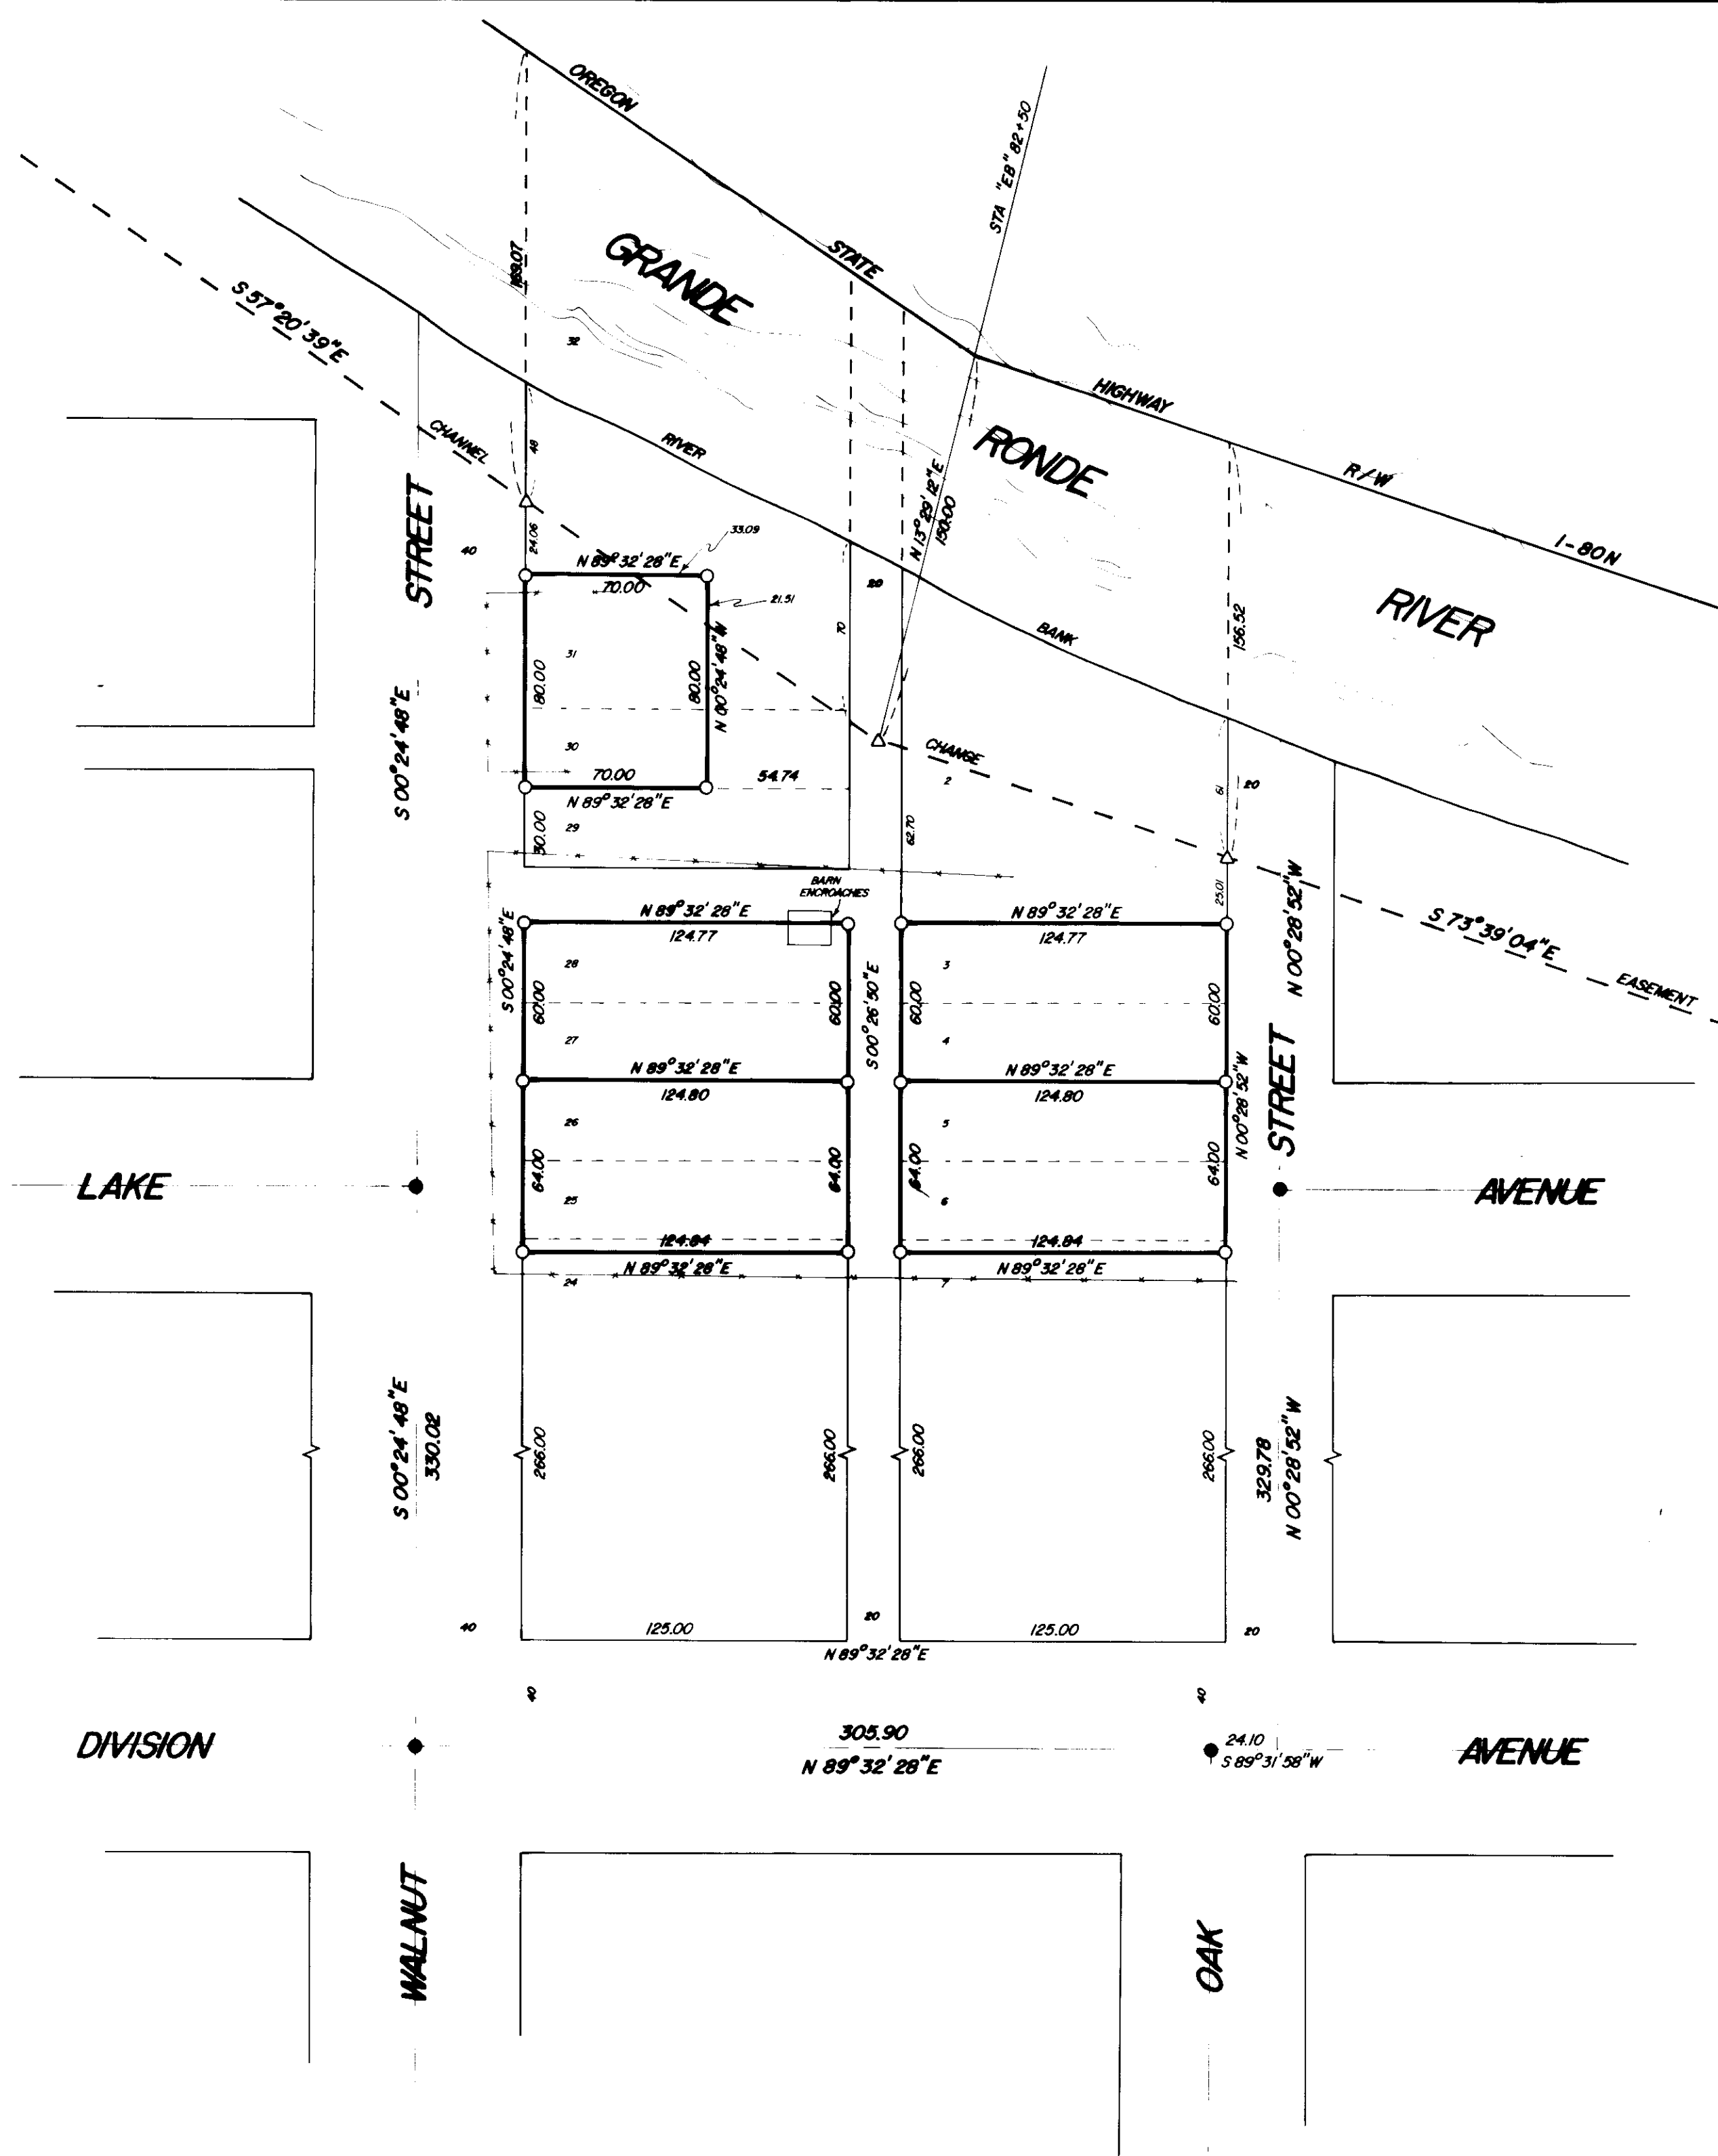 OREGON
STATE
HIGHWAY
R/W
I-80N
STA "EB" 82+50
GRANDE
RONDE
RIVER
169.07
32
S 57°20'39"E
CHANNEL
48
RIVER
N 13°29'12"E
150.00
BANK
156.52
STREET
40
24.06
33.09
N 89°32'28"E
70.00
20
21.51
70
31
80.00
80.00
N 00°24'48"W
S 00°24'48"E
30
70.00
54.74
N 89°32'28"E
CHANGE
2
61
20
29
30.00
62.70
BARN
ENCROACHES
25.01
N 00°28'52"W
S 73°39'04"E
EASEMENT
N 89°32'28"E
124.77
N 89°32'28"E
124.77
S 00°24'48"E
28
60.00
60.00
S 00°26'50"E
3
60.00
60.00
27
4
N 89°32'28"E
124.80
N 89°32'28"E
124.80
N 00°28'52"W
STREET
26
64.00
64.00
5
64.00
64.00
LAKE
25
6
AVENUE
124.84
N 89°32'28"E
124.84
N 89°32'28"E
24
7
S 00°24'48"E
330.02
266.00
266.00
266.00
266.00
329.78
N 00°28'52"W
40
125.00
20
125.00
20
N 89°32'28"E
40
40
DIVISION
305.90
N 89°32'28"E
24.10
S 89°31'58"W
AVENUE
WALNUT
OAK